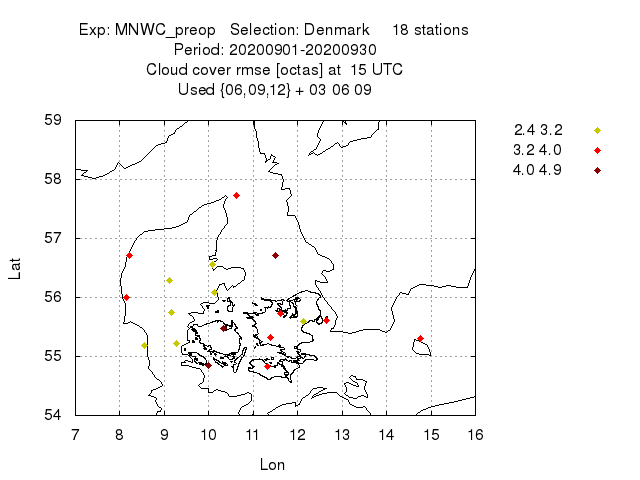 Exp: MNWC_preop   Selection: Denmark     18 stations
Period: 20200901-20200930
Cloud cover rmse [octas] at  15 UTC
Used {06,09,12} + 03 06 09
2.4 3.2
3.2 4.0
4.0 4.9
59
58
57
56
55
54
Lat
7 8 9 10 11 12 13 14 15 16
Lon